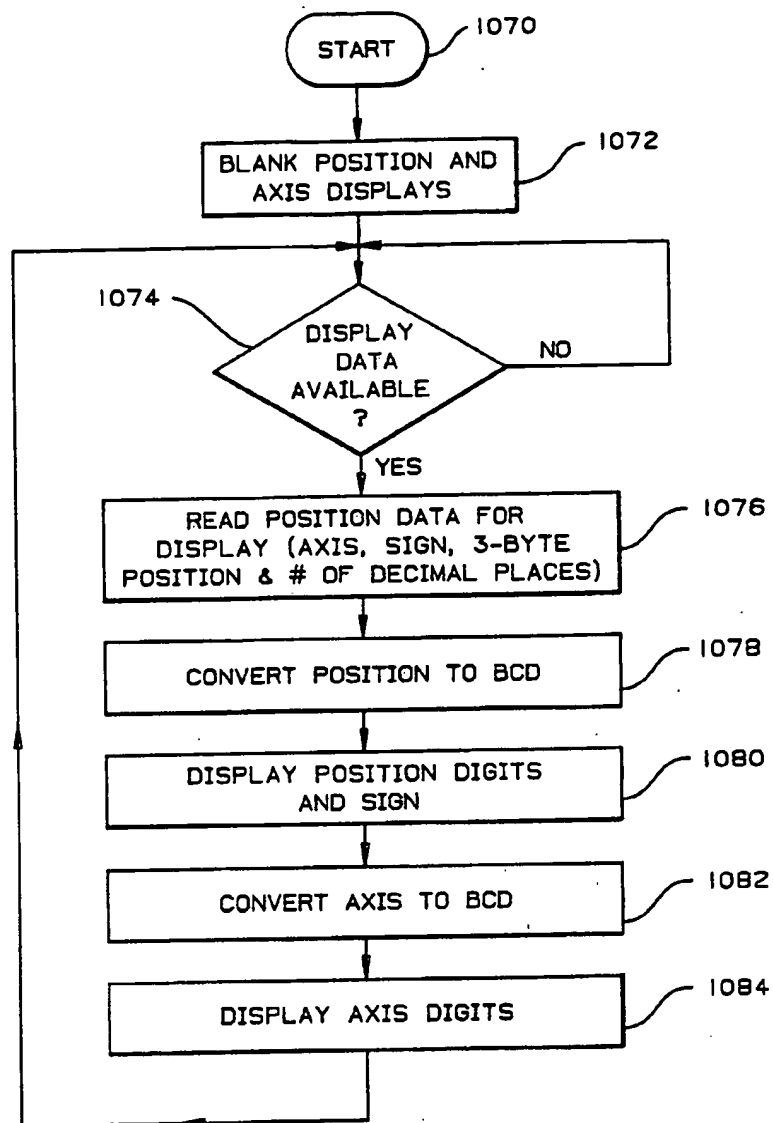 START
1070
BLANK POSITION AND
AXIS DISPLAYS
1072
1074
DISPLAY
DATA
AVAILABLE
?
NO
YES
READ POSITION DATA FOR
DISPLAY (AXIS, SIGN, 3-BYTE
POSITION & # OF DECIMAL PLACES)
1076
CONVERT POSITION TO BCD
1078
DISPLAY POSITION DIGITS
AND SIGN
1080
CONVERT AXIS TO BCD
1082
DISPLAY AXIS DIGITS
1084